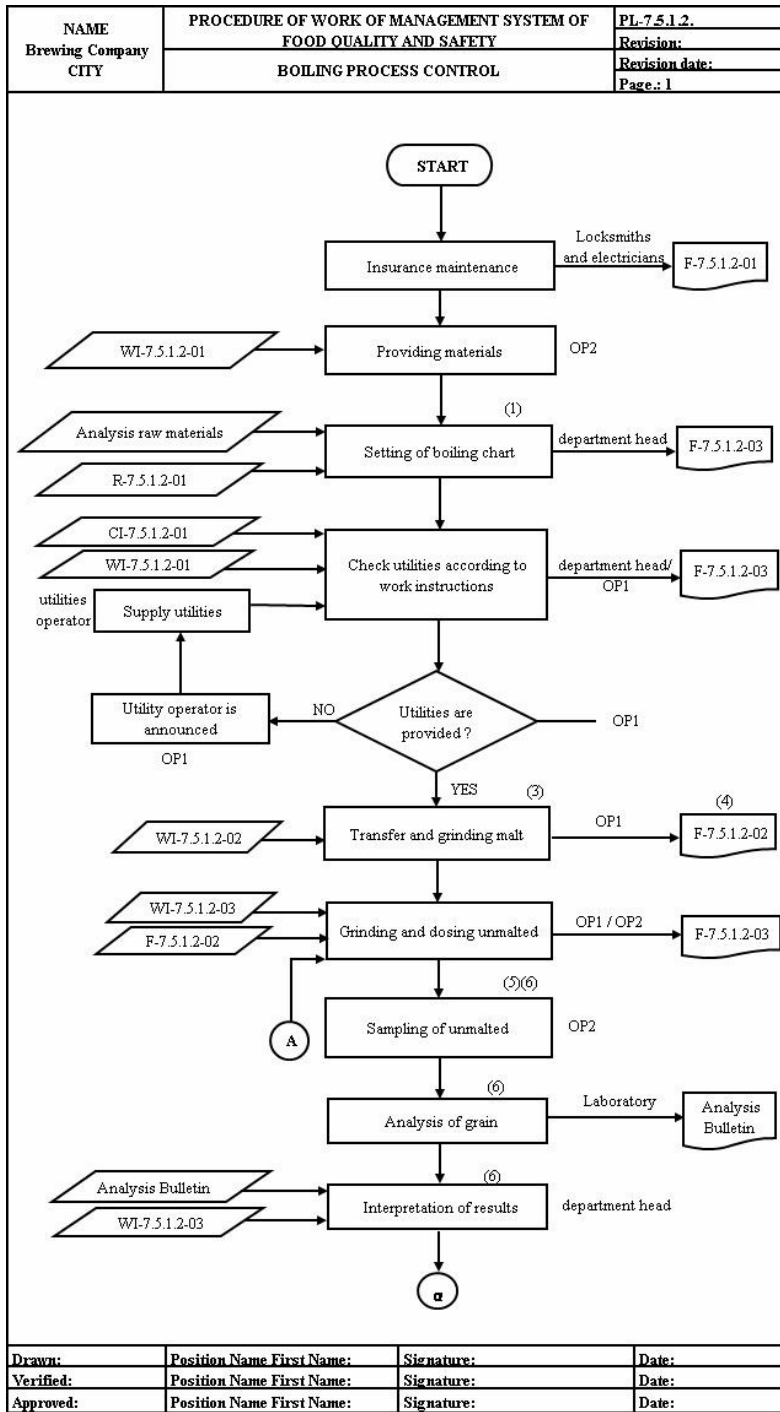 NAME
Brewing Company
CITY
PROCEDURE OF WORK OF MANAGEMENT SYSTEM OF
FOOD QUALITY AND SAFETY
BOILING PROCESS CONTROL
PL-7.5.1.2.
Revision:
Revision date:
Page.: 1
START
Insurance maintenance
Locksmiths
and electricians
F-7.5.1.2-01
WI-7.5.1.2-01
Providing materials
OP2
(1)
Analysis raw materials
R-7.5.1.2-01
Setting of boiling chart
department head
F-7.5.1.2-03
CI-7.5.1.2-01
WI-7.5.1.2-01
Check utilities according to
work instructions
department head/
OP1
F-7.5.1.2-03
utilities
operator
Supply utilities
Utility operator is
announced
OP1
NO
Utilities are
provided ?
OP1
YES
(3)
(4)
WI-7.5.1.2-02
Transfer and grinding malt
OP1
F-7.5.1.2-02
WI-7.5.1.2-03
F-7.5.1.2-02
Grinding and dosing unmalted
OP1 / OP2
F-7.5.1.2-03
A
(5)(6)
Sampling of unmalted
OP2
(6)
Analysis of grain
Laboratory
Analysis
Bulletin
(6)
Analysis Bulletin
WI-7.5.1.2-03
Interpretation of results
department head
α
Drawn: Position Name First Name: Signature: Date:
Verified: Position Name First Name: Signature: Date:
Approved: Position Name First Name: Signature: Date: